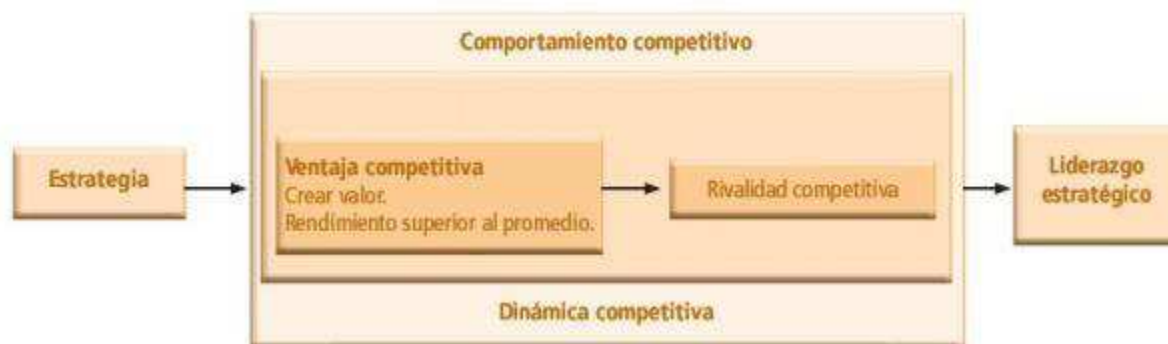 Comportamiento competitivo
Estrategia
Ventaja competitiva
Crear valor.
Rendimiento superior al promedio.
Rivalidad competitiva
Liderazgo
estratégico
Dinámica competitiva